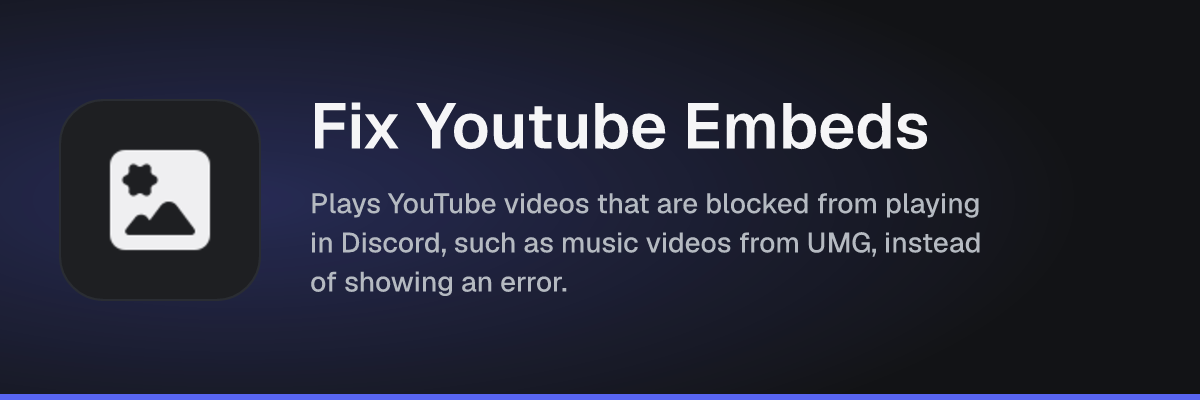 Fix Youtube Embeds
Plays YouTube videos that are blocked from playing
in Discord, such as music videos from UMG, instead
of showing an error.